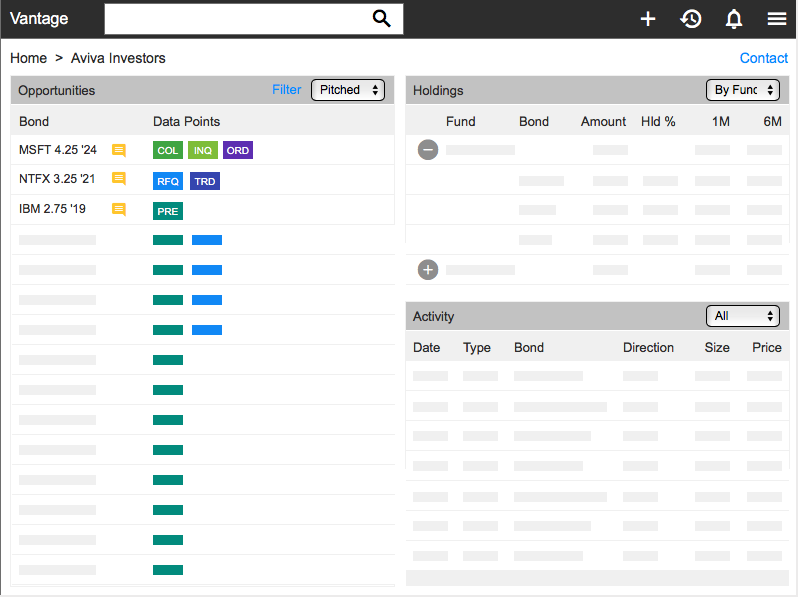 Vantage
Home > Aviva Investors
Contact
Opportunities
Filter
Pitched
Bond Data Points
MSFT 4.25 '24 COL INQ ORD
NTFX 3.25 '21 RFQ TRD
IBM 2.75 '19 PRE
Holdings
By Func
Fund Bond Amount Hld % 1M 6M
Activity
All
Date Type Bond Direction Size Price